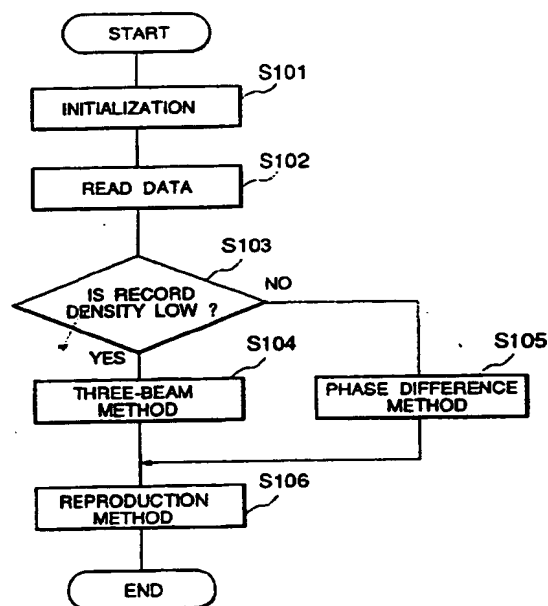 START
S101
INITIALIZATION
S102
READ DATA
S103
IS RECORD
DENSITY LOW ?
NO
YES
S104
THREE-BEAM
METHOD
S105
PHASE DIFFERENCE
METHOD
S106
REPRODUCTION
METHOD
END